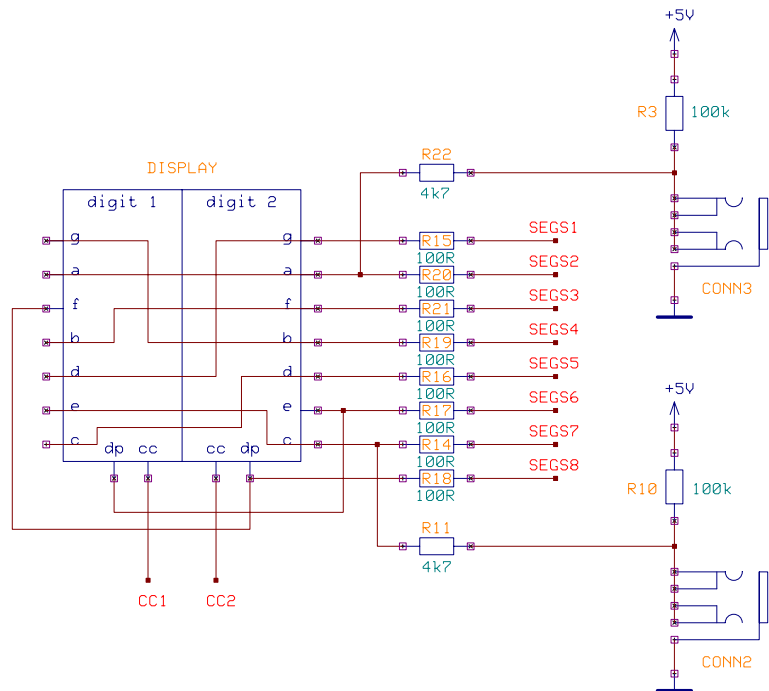 +5V
R3 100k
R22
4k7
DISPLAY
digit 1 digit 2
g g R15 SEGS1
100R
a a R20 SEGS2
100R
f f R21 SEGS3
100R
b b R19 SEGS4
100R
d d R16 SEGS5
100R
e e R17 SEGS6
100R
c c R14 SEGS7
100R
dp cc cc dp R18 SEGS8
100R
CONN3
+5V
R10 100k
R11
4k7
CC1 CC2
CONN2